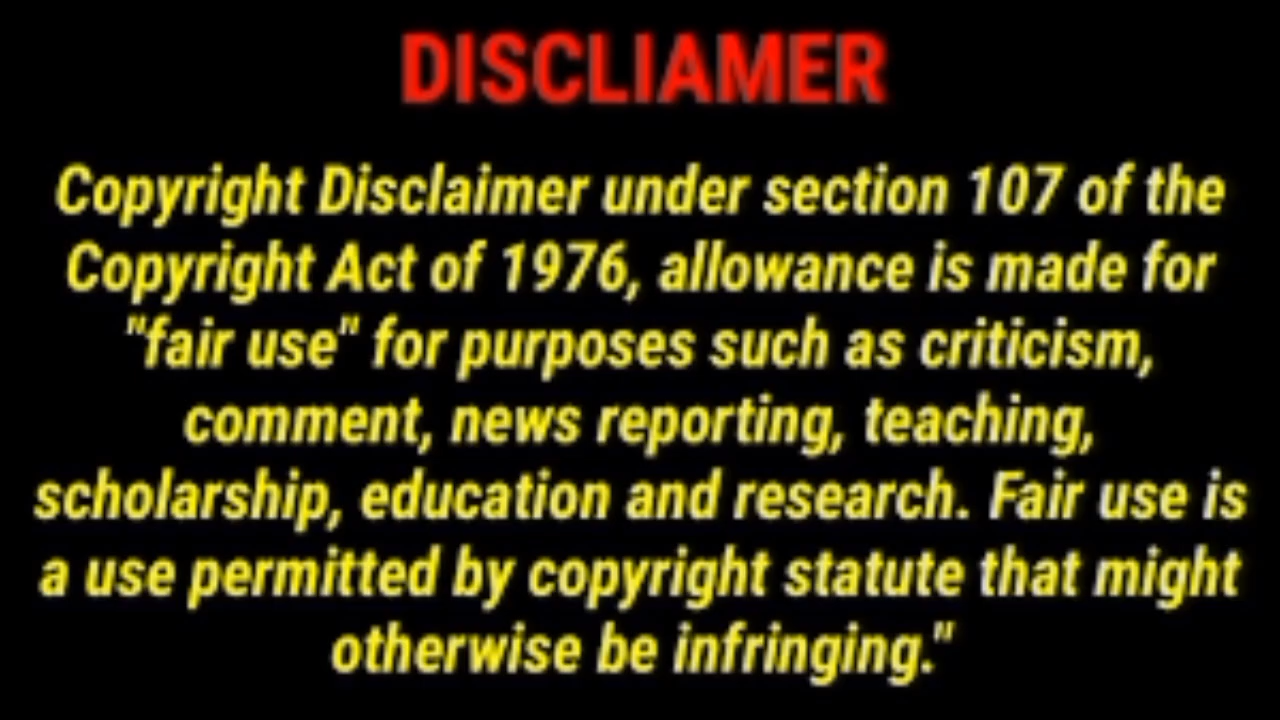 DISCLIAMER
Copyright Disclaimer under section 107 of the
Copyright Act of 1976, allowance is made for
"fair use" for purposes such as criticism,
comment, news reporting, teaching,
scholarship, education and research. Fair use is
a use permitted by copyright statute that might
otherwise be infringing."